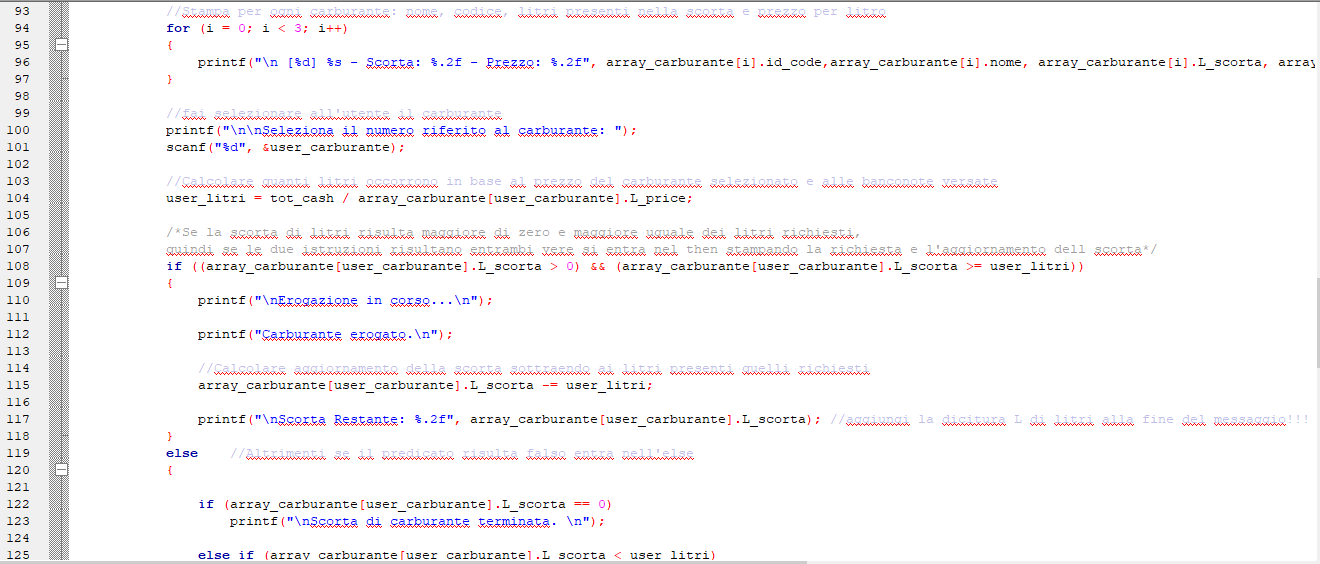 93 //Stampa per ogni carburante: nome, codice, litri presenti nella scorta e prezzo per litro
94 for (i = 0; i < 3; i++)
95 {
96 printf("\n [%d] %s - Scorta: %.2f - Prezzo: %.2f", array_carburante[i].id_code,array_carburante[i].nome, array_carburante[i].L_scorta, array
97 }
98
99 //fai selezionare all'utente il carburante
100 printf("\n\nSeleziona il numero riferito al carburante: ");
101 scanf("%d", &user_carburante);
102
103 //Calcolare quanti litri occorrono in base al prezzo del carburante selezionato e alle banconote versate
104 user_litri = tot_cash / array_carburante[user_carburante].L_price;
105
106 /*Se la scorta di litri risulta maggiore di zero e maggiore uguale dei litri richiesti,
107 quindi se le due istruzioni risultano entrambi vere si entra nel then stampando la richiesta e l'aggiornamento dell scorta*/
108 if ((array_carburante[user_carburante].L_scorta > 0) && (array_carburante[user_carburante].L_scorta >= user_litri))
109 {
110 printf("\nErogazione in corso...\n");
111
112 printf("Carburante erogato.\n");
113
114 //Calcolare aggiornamento della scorta sottraendo ai litri presenti quelli richiesti
115 array_carburante[user_carburante].L_scorta -= user_litri;
116
117 printf("\nScorta Restante: %.2f", array_carburante[user_carburante].L_scorta); //aggiungi la dicitura L di litri alla fine del messaggio!!!
118 }
119 else //Altrimenti se il predicato risulta falso entra nell'else
120 {
121
122 if (array_carburante[user_carburante].L_scorta == 0)
123 printf("\nScorta di carburante terminata. \n");
124
125 else if (array_carburante[user_carburante].L_scorta < user_litri)